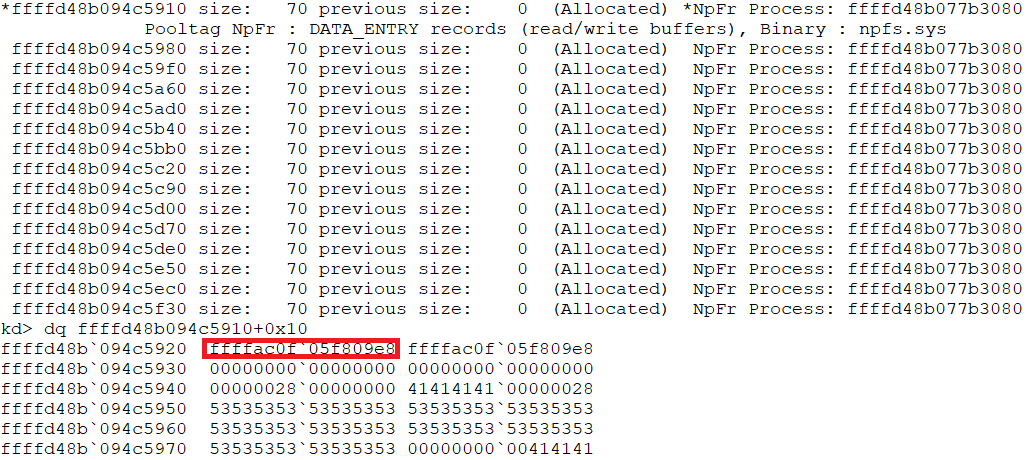 *ffffd48b094c5910 size:   70 previous size:    0  (Allocated) *NpFr Process: ffffd48b077b3080
Pooltag NpFr : DATA_ENTRY records (read/write buffers), Binary : npfs.sys
ffffd48b094c5980 size:   70 previous size:    0  (Allocated)  NpFr Process: ffffd48b077b3080
ffffd48b094c59f0 size:   70 previous size:    0  (Allocated)  NpFr Process: ffffd48b077b3080
ffffd48b094c5a60 size:   70 previous size:    0  (Allocated)  NpFr Process: ffffd48b077b3080
ffffd48b094c5ad0 size:   70 previous size:    0  (Allocated)  NpFr Process: ffffd48b077b3080
ffffd48b094c5b40 size:   70 previous size:    0  (Allocated)  NpFr Process: ffffd48b077b3080
ffffd48b094c5bb0 size:   70 previous size:    0  (Allocated)  NpFr Process: ffffd48b077b3080
ffffd48b094c5c20 size:   70 previous size:    0  (Allocated)  NpFr Process: ffffd48b077b3080
ffffd48b094c5c90 size:   70 previous size:    0  (Allocated)  NpFr Process: ffffd48b077b3080
ffffd48b094c5d00 size:   70 previous size:    0  (Allocated)  NpFr Process: ffffd48b077b3080
ffffd48b094c5d70 size:   70 previous size:    0  (Allocated)  NpFr Process: ffffd48b077b3080
ffffd48b094c5de0 size:   70 previous size:    0  (Allocated)  NpFr Process: ffffd48b077b3080
ffffd48b094c5e50 size:   70 previous size:    0  (Allocated)  NpFr Process: ffffd48b077b3080
ffffd48b094c5ec0 size:   70 previous size:    0  (Allocated)  NpFr Process: ffffd48b077b3080
ffffd48b094c5f30 size:   70 previous size:    0  (Allocated)  NpFr Process: ffffd48b077b3080
kd> dq ffffd48b094c5910+0x10
ffffd48b`094c5920  ffffac0f`05f809e8 ffffac0f`05f809e8
ffffd48b`094c5930  00000000`00000000 00000000`00000000
ffffd48b`094c5940  00000028`00000000 41414141`00000028
ffffd48b`094c5950  53535353`53535353 53535353`53535353
ffffd48b`094c5960  53535353`53535353 53535353`53535353
ffffd48b`094c5970  53535353`53535353 00000000`00414141